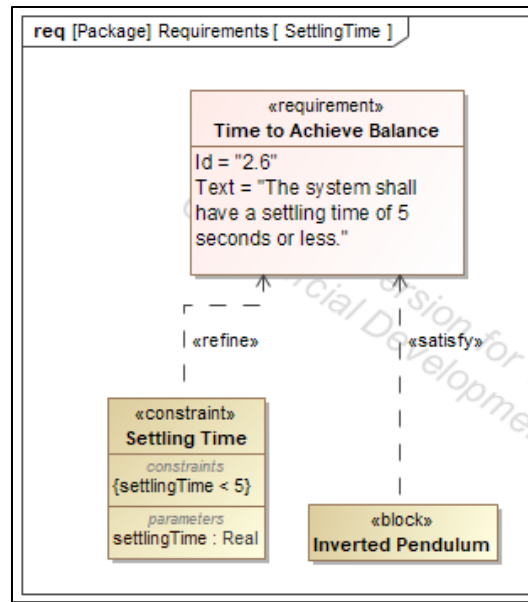 req [Package] Requirements [ SettlingTime ]
«requirement»
Time to Achieve Balance
Id = "2.6"
Text = "The system shall
have a settling time of 5
seconds or less."
«refine»
«satisfy»
«constraint»
Settling Time
constraints
{settlingTime < 5}
parameters
settlingTime : Real
«block»
Inverted Pendulum